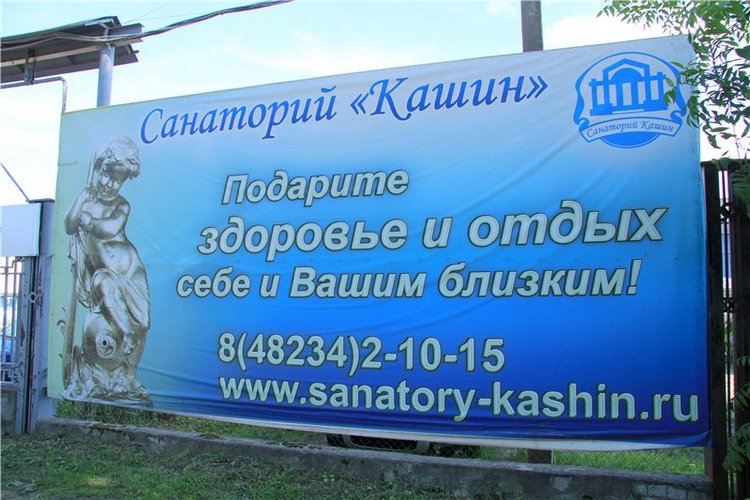 Санаторий «Кашин»
Санаторий Кашин
Подарите
здоровье и отдых
себе и Вашим близким!
8(48234)2-10-15
www.sanatory-kashin.ru